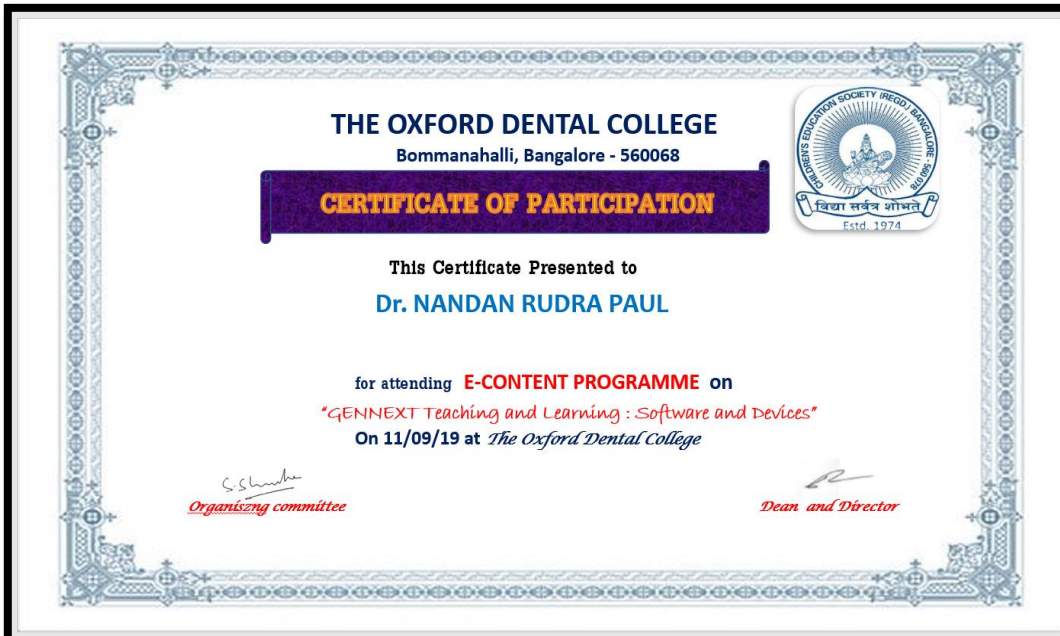 THE OXFORD DENTAL COLLEGE
Bommanahalli, Bangalore - 560068
CERTIFICATE OF PARTICIPATION
CHILDREN'S EDUCATION SOCIETY (REGD.) BANGALORE - 560 078
विद्या सर्वत्र शोभते
Estd. 1974
This Certificate Presented to
Dr. NANDAN RUDRA PAUL
for attending E-CONTENT PROGRAMME on
"GENNEXT Teaching and Learning : Software and Devices"
On 11/09/19 at The Oxford Dental College
Organiszng committee
Dean and Director